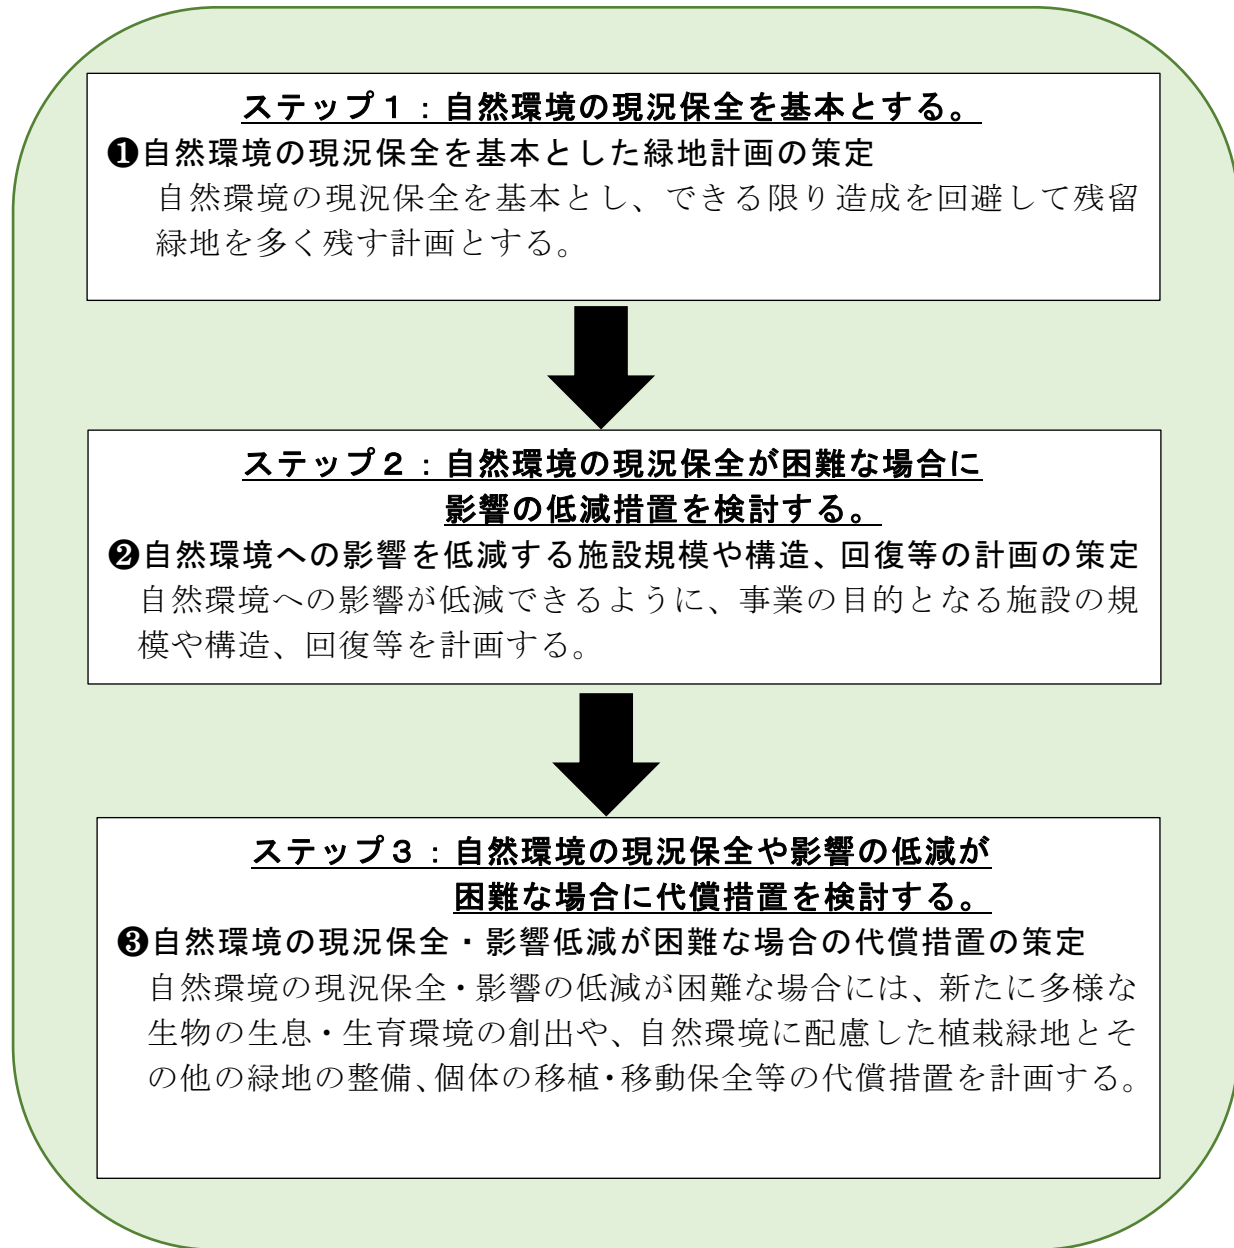 ステップ１：自然環境の現況保全を基本とする。
❶自然環境の現況保全を基本とした緑地計画の策定
自然環境の現況保全を基本とし、できる限り造成を回避して残留
緑地を多く残す計画とする。
ステップ２：自然環境の現況保全が困難な場合に
影響の低減措置を検討する。
❷自然環境への影響を低減する施設規模や構造、回復等の計画の策定
自然環境への影響が低減できるように、事業の目的となる施設の規
模や構造、回復等を計画する。
ステップ３：自然環境の現況保全や影響の低減が
困難な場合に代償措置を検討する。
❸自然環境の現況保全・影響低減が困難な場合の代償措置の策定
自然環境の現況保全・影響の低減が困難な場合には、新たに多様な
生物の生息・生育環境の創出や、自然環境に配慮した植栽緑地とそ
の他の緑地の整備、個体の移植・移動保全等の代償措置を計画する。